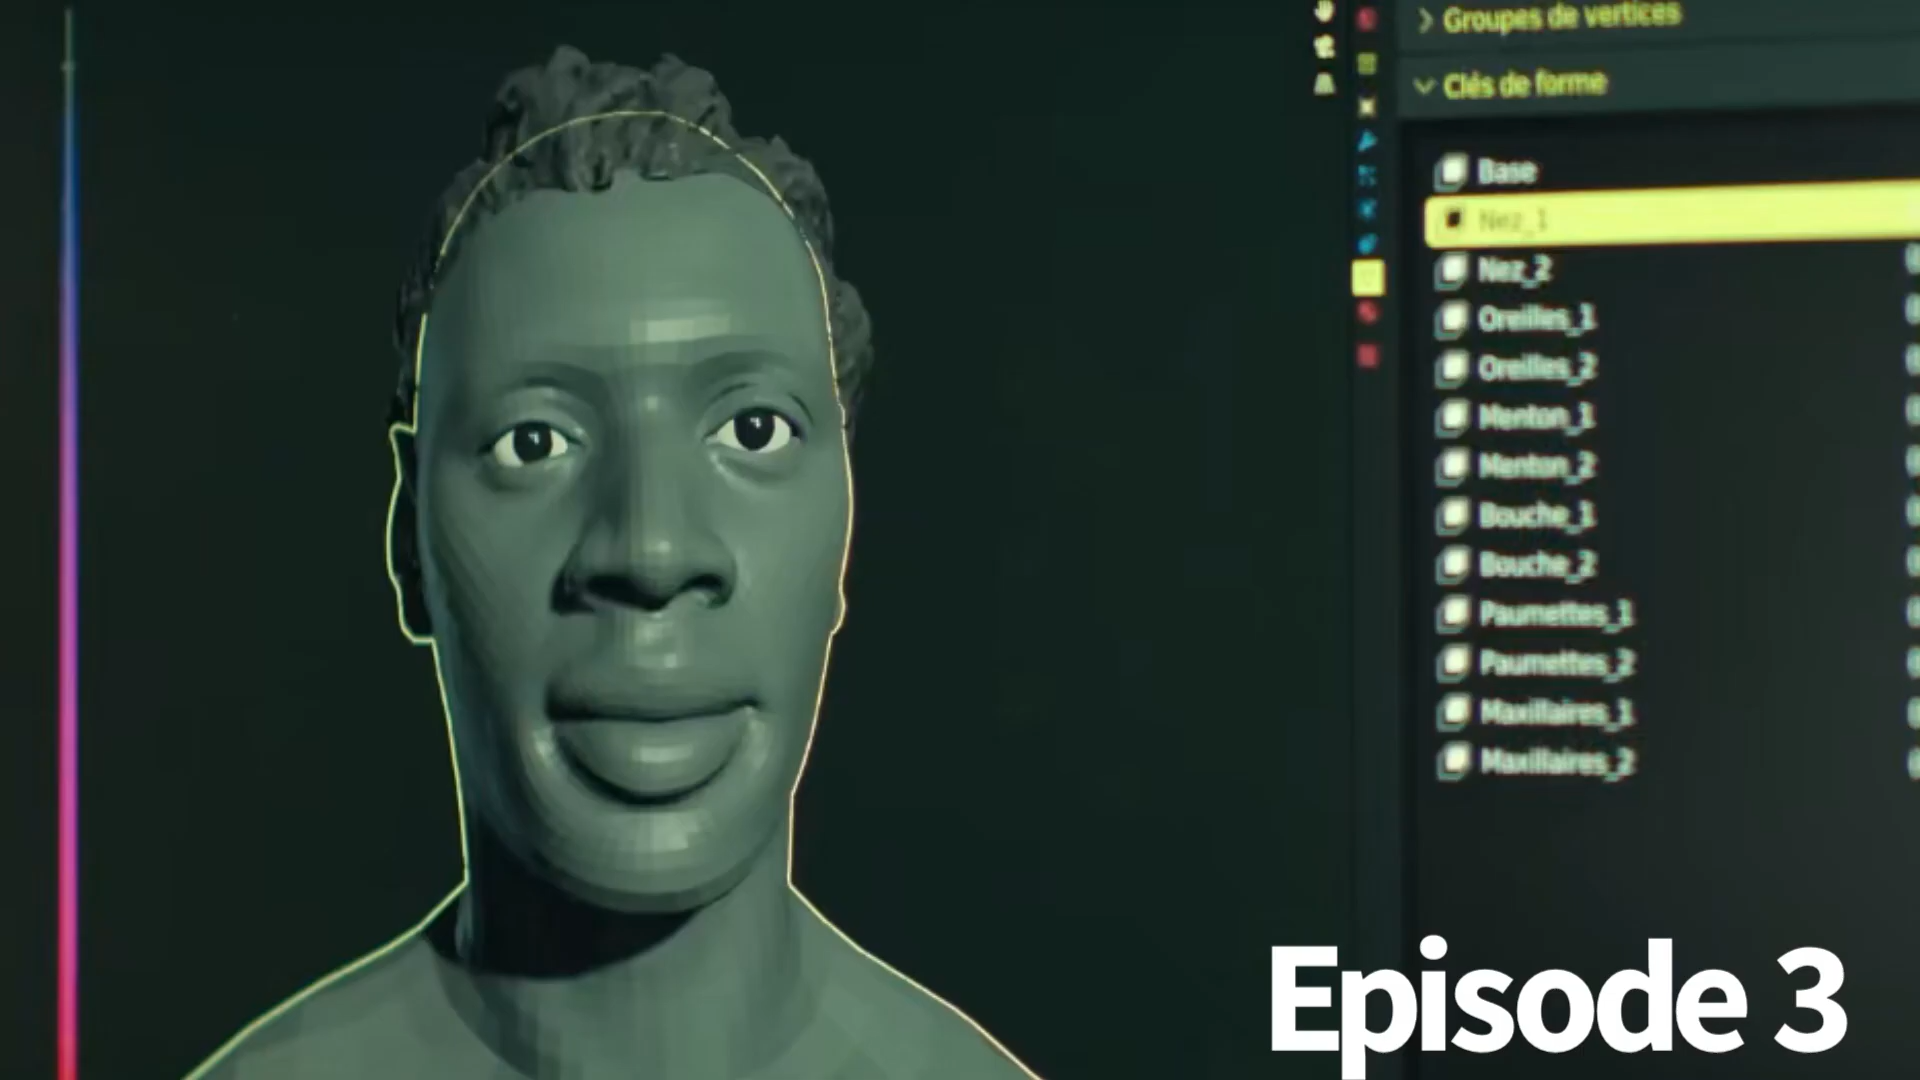 Groupes de vertices
Clés de forme
Base
Nez_1
Nez_2
Oreilles_1
Oreilles_2
Menton_1
Menton_2
Bouche_1
Bouche_2
Paumettes_1
Paumettes_2
Maxillaires_1
Maxillaires_2
Episode 3